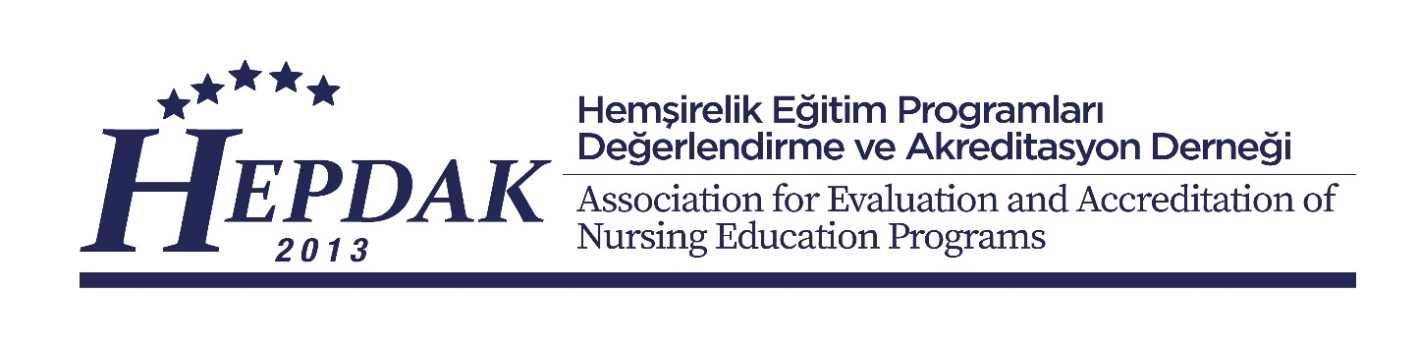 HEPDAK
2013
Hemşirelik Eğitim Programları
Değerlendirme ve Akreditasyon Derneği
Association for Evaluation and Accreditation of
Nursing Education Programs